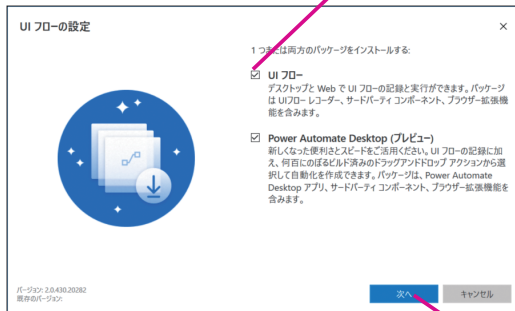 UI フローの設定
1 つまたは両方のパッケージをインストールする:
UI フロー
デスクトップと Web で UI フローの記録と実行ができます。パッケージ
は UIフロー レコーダー、サードパーティ コンポーネント、ブラウザー拡張機
能を含みます。
Power Automate Desktop (プレビュー)
新しくなった便利さとスピードをご活用ください。UI フローの記録に加
え、何百にのぼるビルド済みのドラッグアンドドロップ アクションから選
択して自動化を作成できます。パッケージは、Power Automate
Desktop アプリ、サードパーティ コンポーネント、ブラウザー拡張機能を
含みます。
バージョン: 2.0.430.20282
既存のバージョン:
次へ
キャンセル